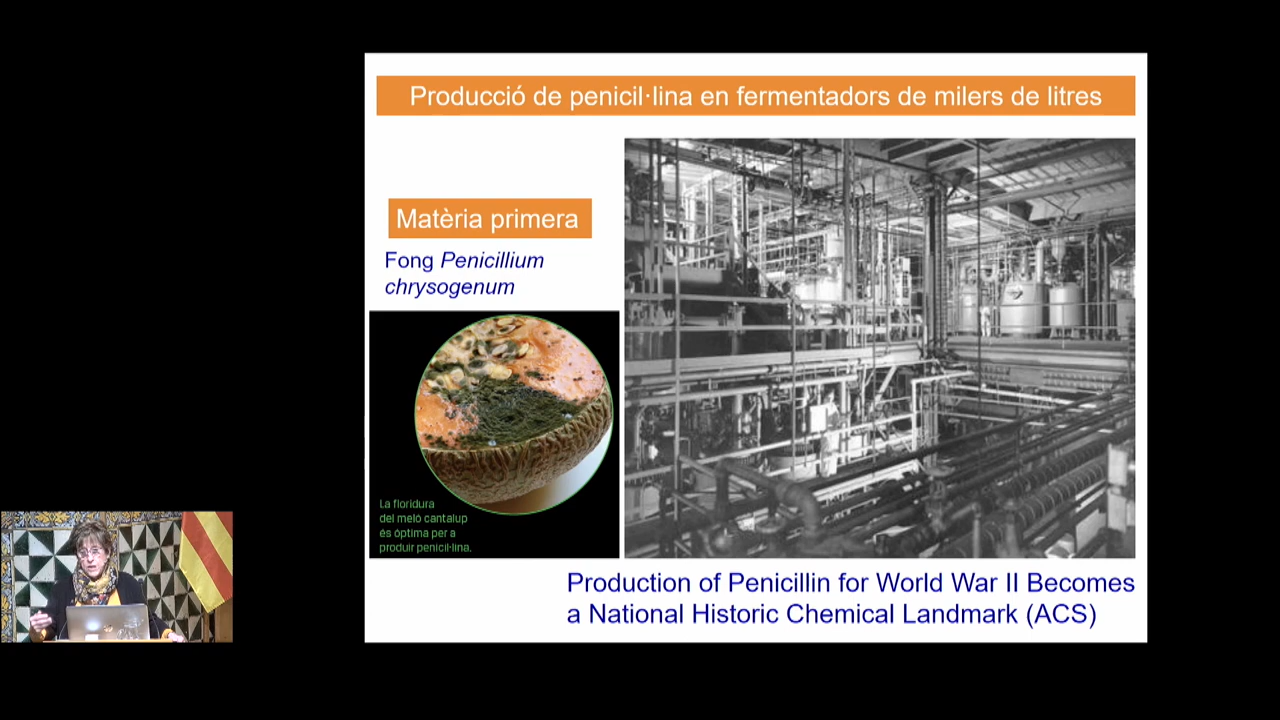 Producció de penicil·lina en fermentadors de milers de litres
Matèria primera
Fong Penicillium
chrysogenum
La floridura
del meló cantalup
és òptima per a
produir penicil·lina.
Production of Penicillin for World War II Becomes
a National Historic Chemical Landmark (ACS)